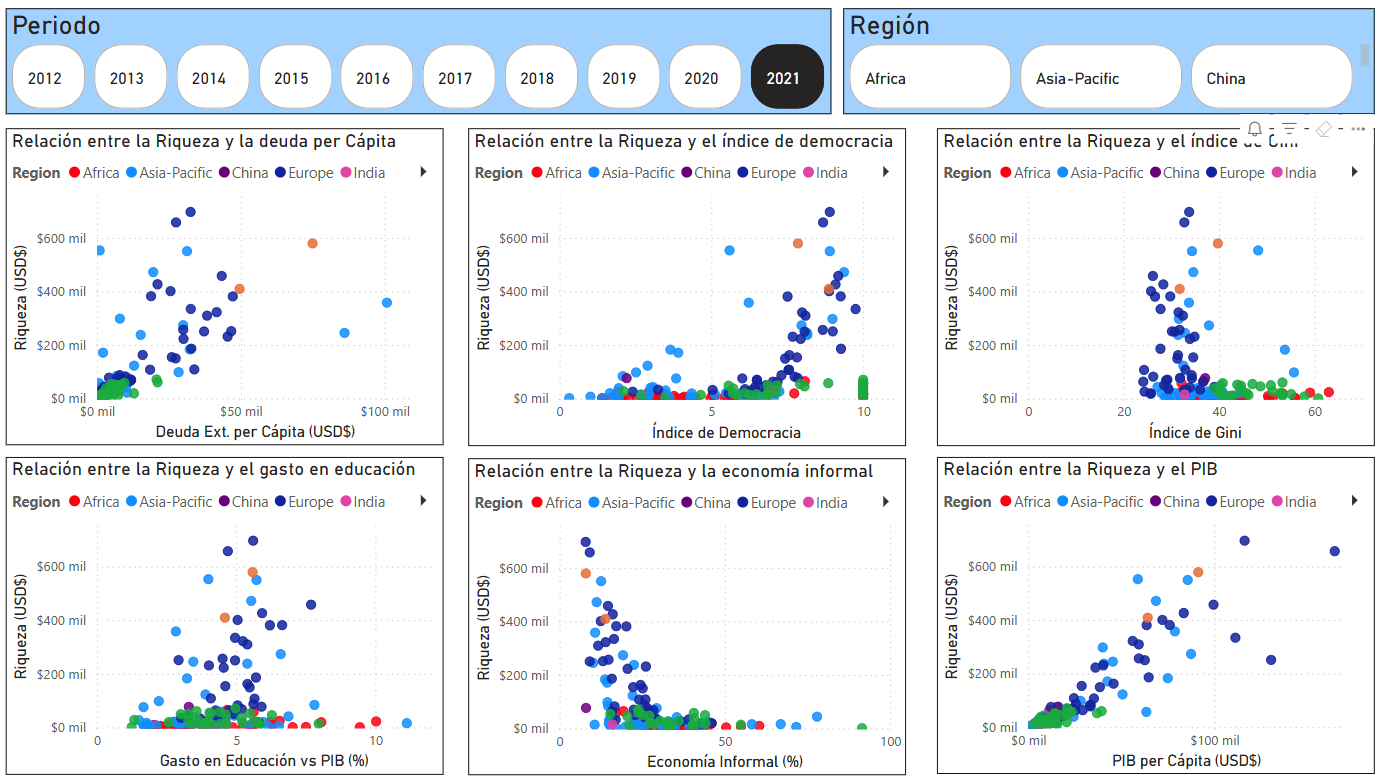 Periodo
2012 2013 2014 2015 2016 2017 2018 2019 2020 2021
Región
Africa Asia-Pacific China
Relación entre la Riqueza y la deuda per Cápita
Region Africa Asia-Pacific China Europe India
Riqueza (USD$)
$600 mil
$400 mil
$200 mil
$0 mil
$0 Mil $50 mil $100 mil
Deuda Ext. per Cápita (USD$)
Relación entre la Riqueza y el índice de democracia
Region Africa Asia-Pacific China Europe India
Riqueza (USD$)
$600 mil
$400 mil
$200 mil
$0 mil
0 5 10
Índice de Democracia
Relación entre la Riqueza y el índice de Gini
Region Africa Asia-Pacific China Europe India
Riqueza (USD$)
$600 mil
$400 mil
$200 mil
$0 mil
0 20 40 60
Índice de Gini
Relación entre la Riqueza y el gasto en educación
Region Africa Asia-Pacific China Europe India
Riqueza (USD$)
$600 mil
$400 mil
$200 mil
$0 mil
0 5 10
Gasto en Educación vs PIB (%)
Relación entre la Riqueza y la economía informal
Region Africa Asia-Pacific China Europe India
Riqueza (USD$)
$600 mil
$400 mil
$200 mil
$0 mil
0 50 100
Economía Informal (%)
Relación entre la Riqueza y el PIB
Region Africa Asia-Pacific China Europe India
Riqueza (USD$)
$600 mil
$400 mil
$200 mil
$0 mil
$0 Mil $100 mil
PIB per Cápita (USD$)